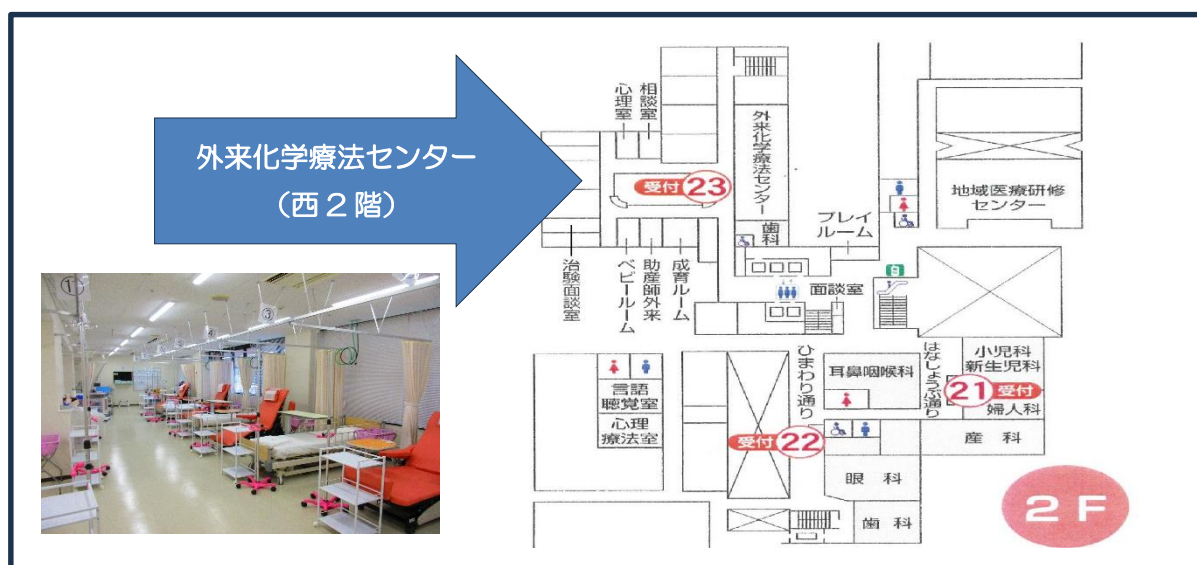 外来化学療法センター
（西２階）
心理室
相談室
外来化学療法センター
受付 23
地域医療研修
センター
歯科
プレイ
ルーム
治験面談室
ベビールーム
助産師外来
成育ルーム
面談室
ひまわり通り
耳鼻咽喉科
はなしょうぶ通り
小児科
新生児科
21 受付
婦人科
産科
言語
聴覚室
心理
療法室
受付 22
眼科
歯科
2F
③